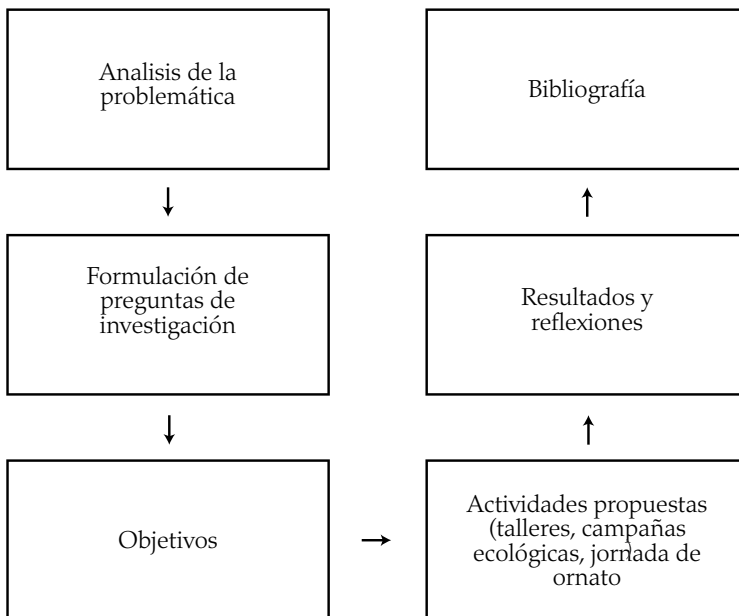 Analisis de la
problemática
Formulación de
preguntas de
investigación
Objetivos
Actividades propuestas
(talleres, campañas
ecológicas, jornada de
ornato
Resultados y
reflexiones
Bibliografía